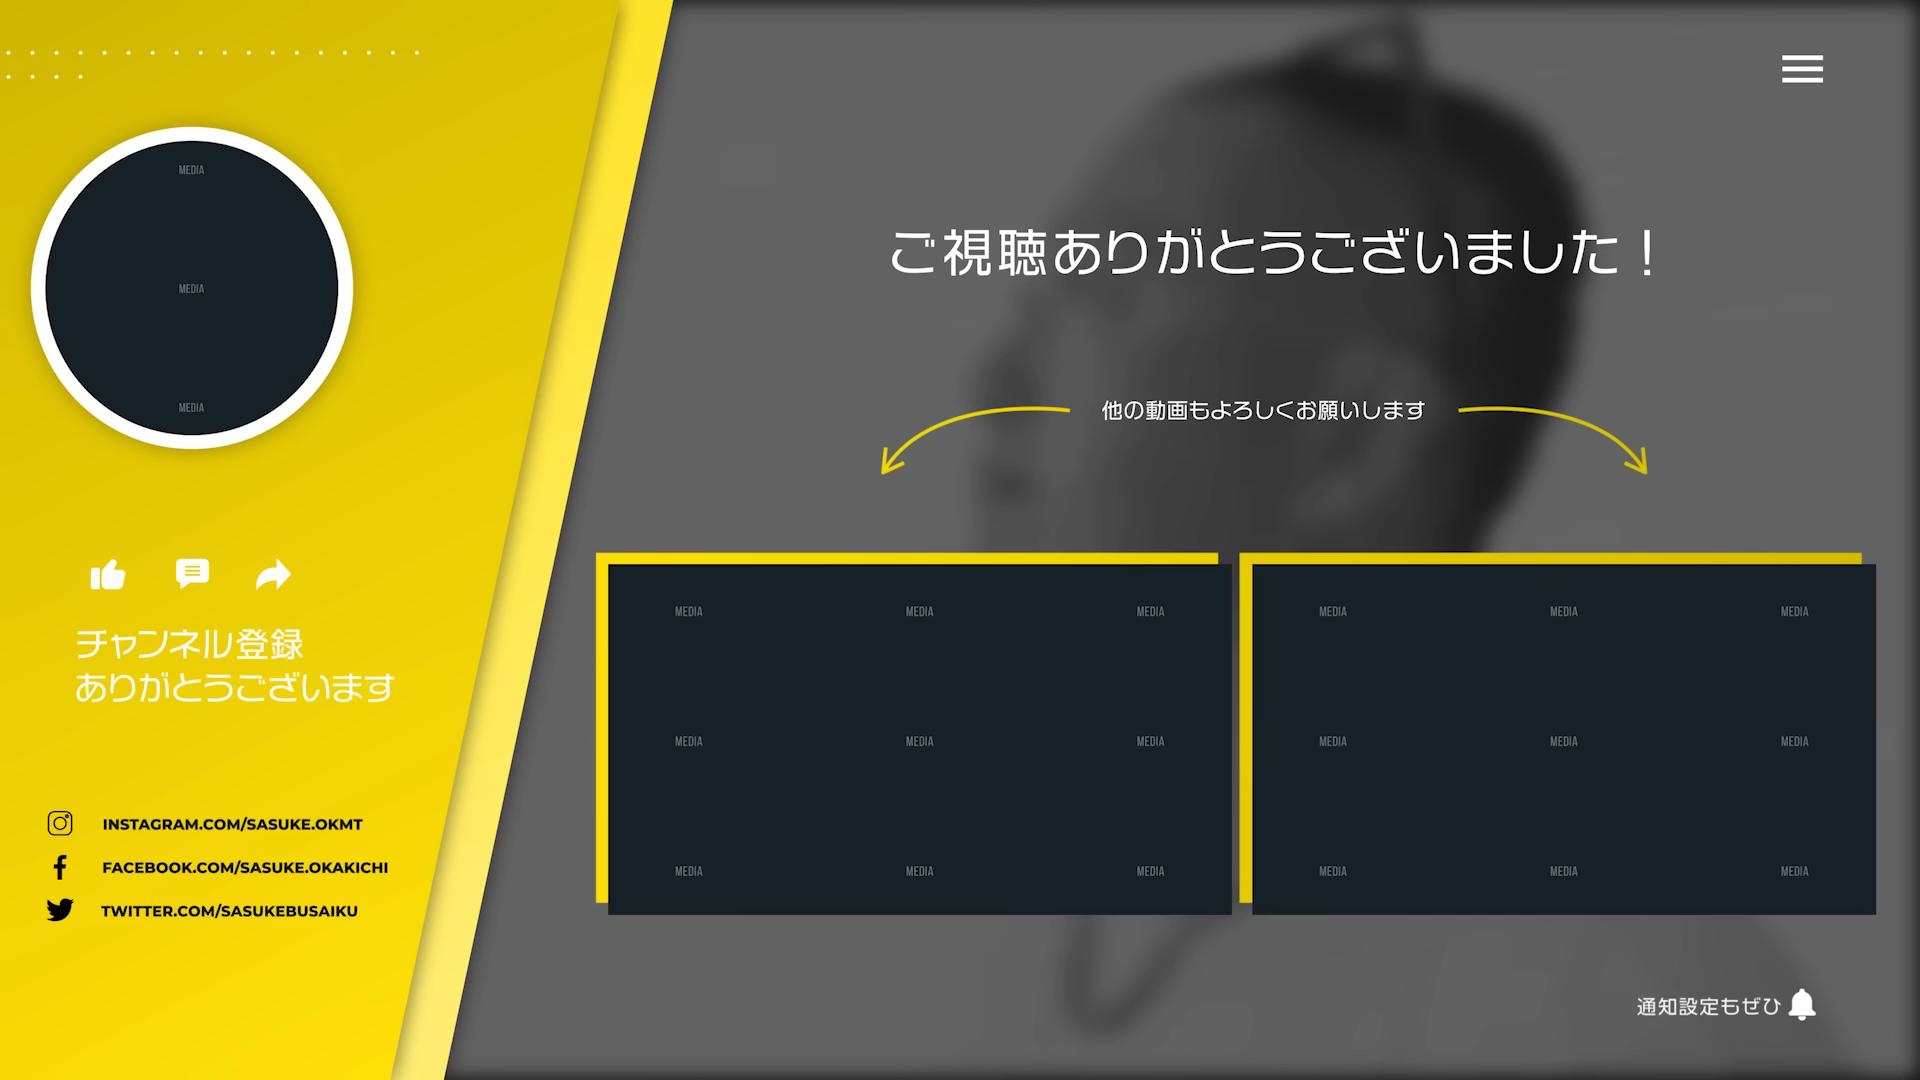 MEDIA
MEDIA
MEDIA
チャンネル登録
ありがとうございます
INSTAGRAM.COM/SASUKE.OKMT
FACEBOOK.COM/SASUKE.OKAKICHI
TWITTER.COM/SASUKEBUSAIKU
ご視聴ありがとうございました！
他の動画もよろしくお願いします
MEDIA MEDIA MEDIA
MEDIA MEDIA MEDIA
MEDIA MEDIA MEDIA
MEDIA MEDIA MEDIA
MEDIA MEDIA MEDIA
MEDIA MEDIA MEDIA
通知設定もぜひ